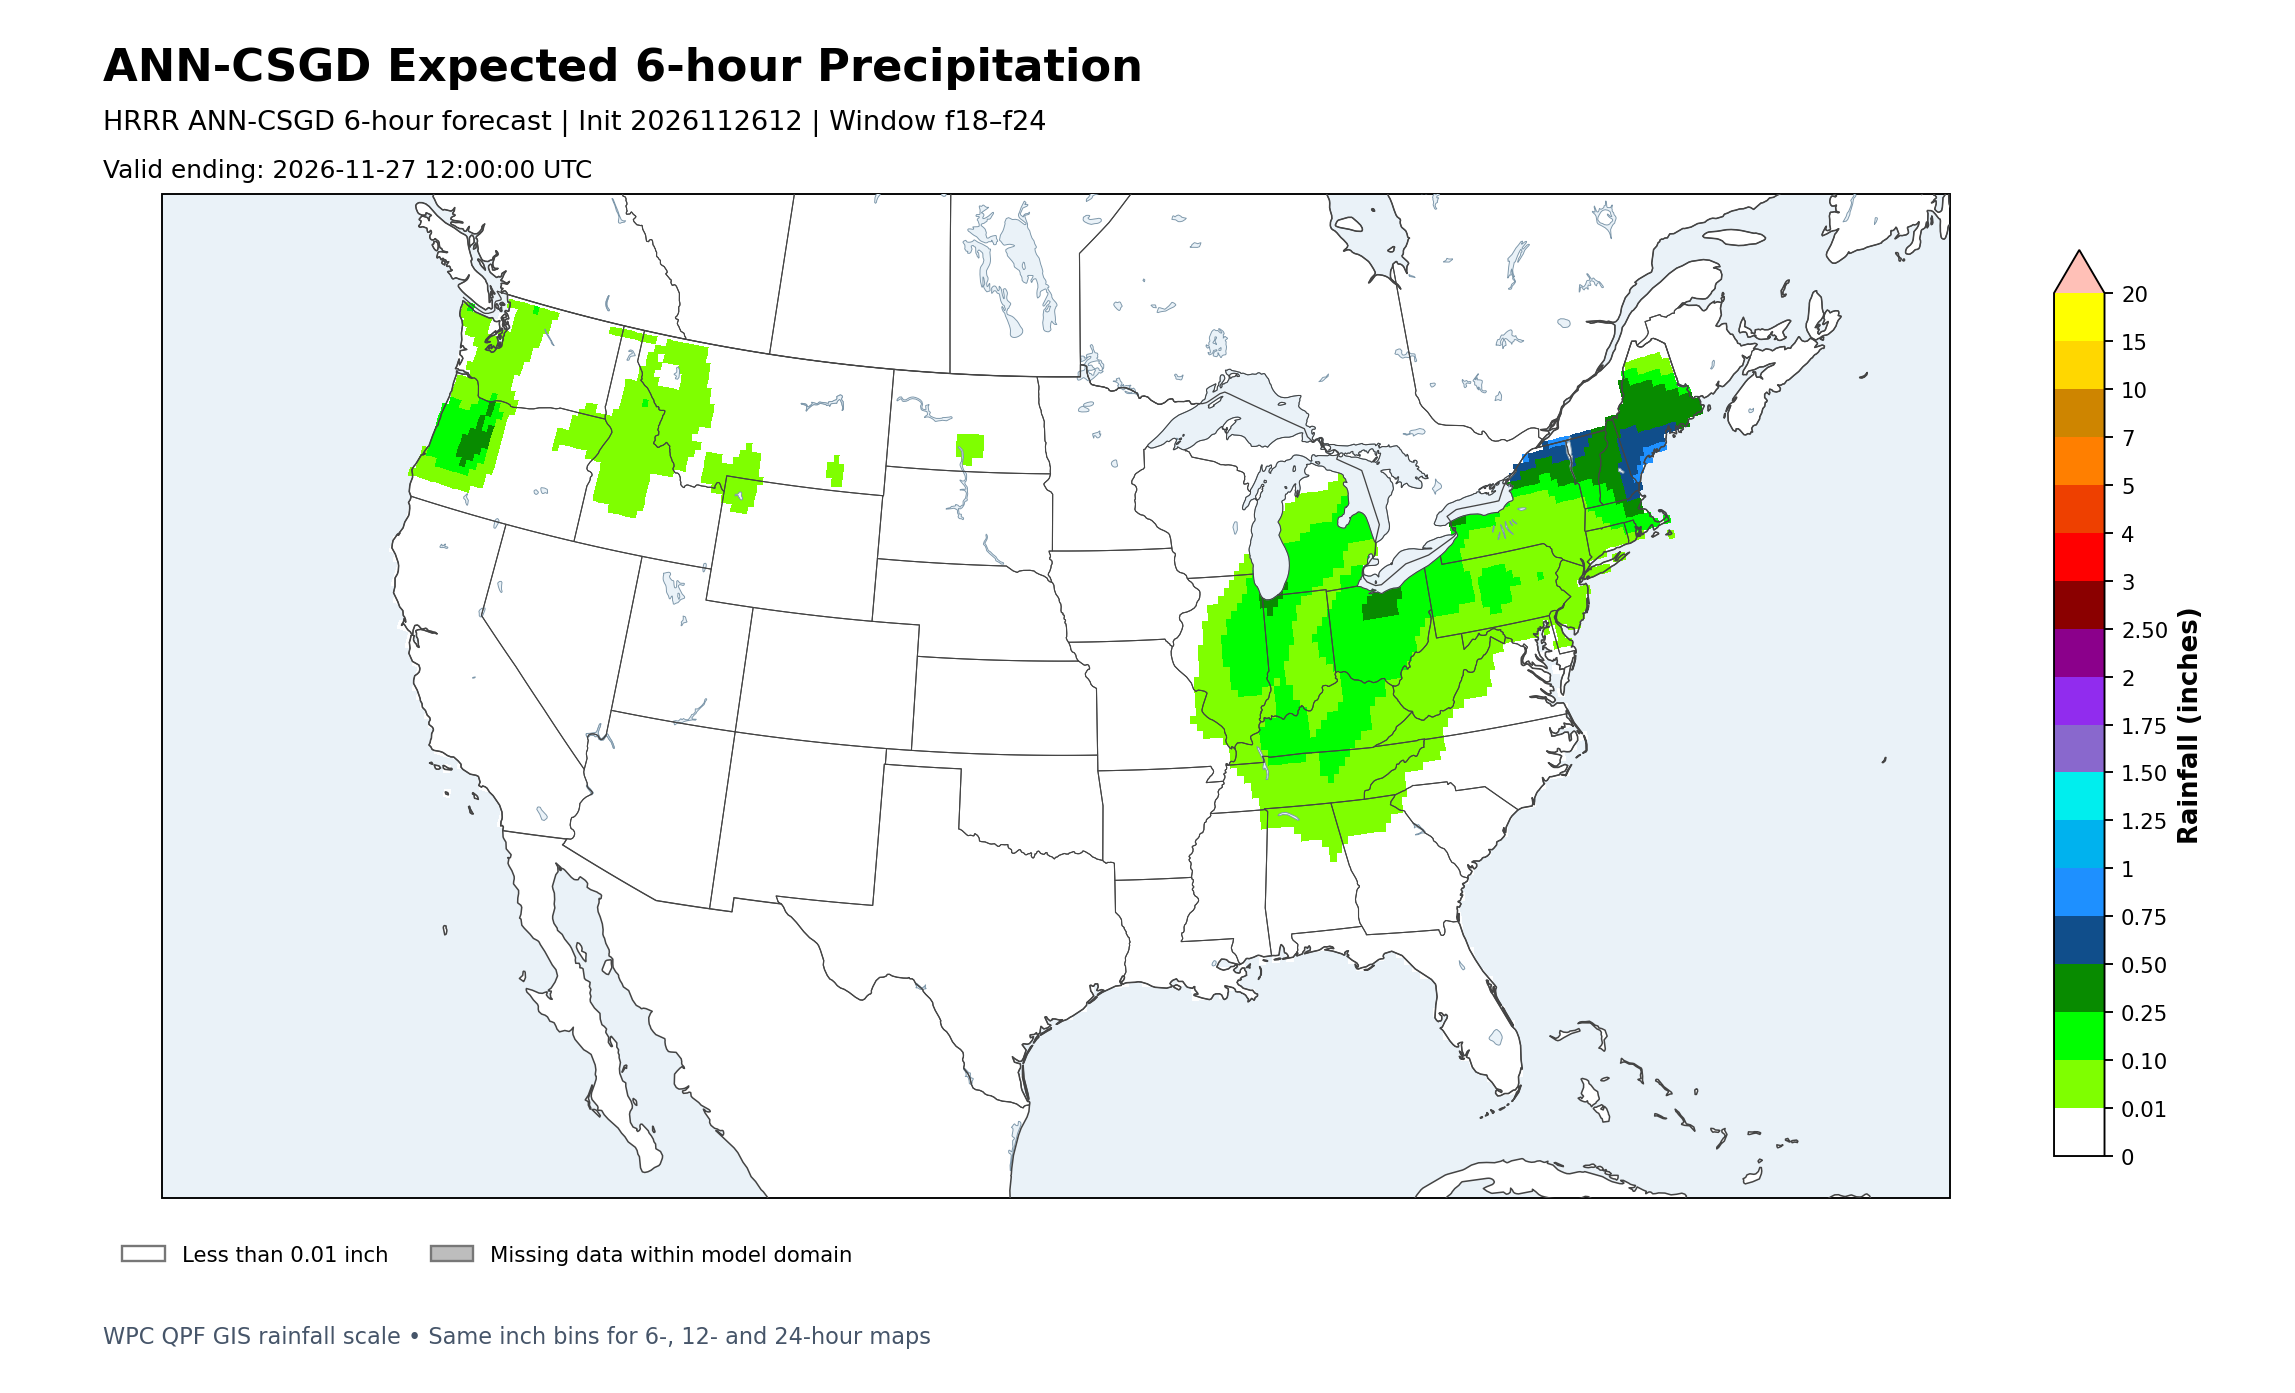 ANN-CSGD Expected 6-hour Precipitation
HRRR ANN-CSGD 6-hour forecast | Init 2026112612 | Window f18–f24
Valid ending: 2026-11-27 12:00:00 UTC
20
15
10
7
5
4
3
2.50
2
1.75
1.50
1.25
1
0.75
0.50
0.25
0.10
0.01
0
Rainfall (inches)
Less than 0.01 inch
Missing data within model domain
WPC QPF GIS rainfall scale • Same inch bins for 6-, 12- and 24-hour maps